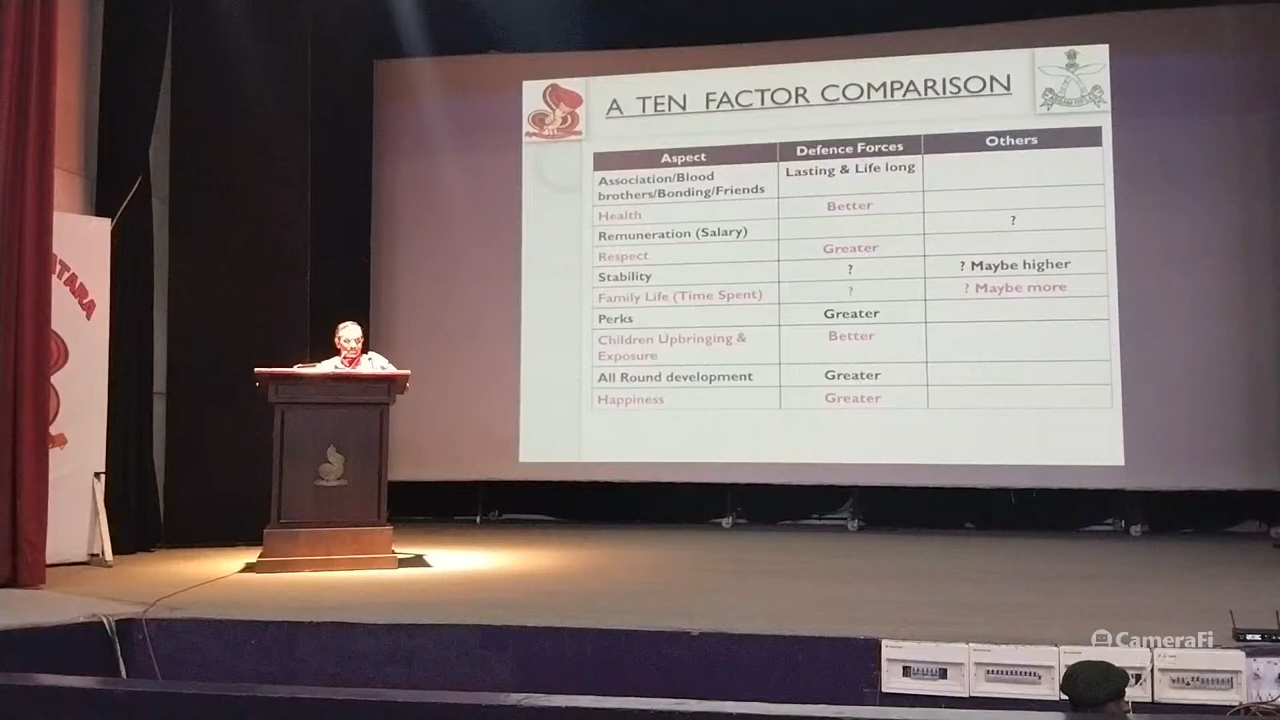 A TEN FACTOR COMPARISON
ASSAM RIFLES
Aspect Defence Forces Others
Association/Blood brothers/Bonding/Friends Lasting & Life long
Health Better
Remuneration (Salary) ?
Respect Greater
Stability ? ? Maybe higher
Family Life (Time Spent) ? ? Maybe more
Perks Greater
Children Upbringing & Exposure Better
All Round development Greater
Happiness Greater
CameraFi